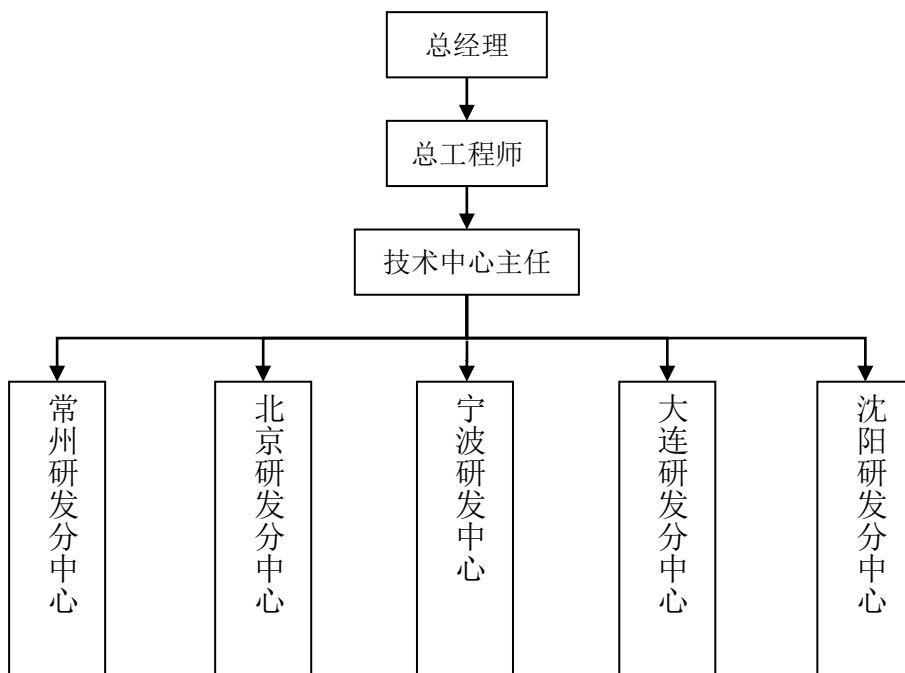 总经理
总工程师
技术中心主任
常州研发分中心
北京研发分中心
宁波研发中心
大连研发分中心
沈阳研发分中心